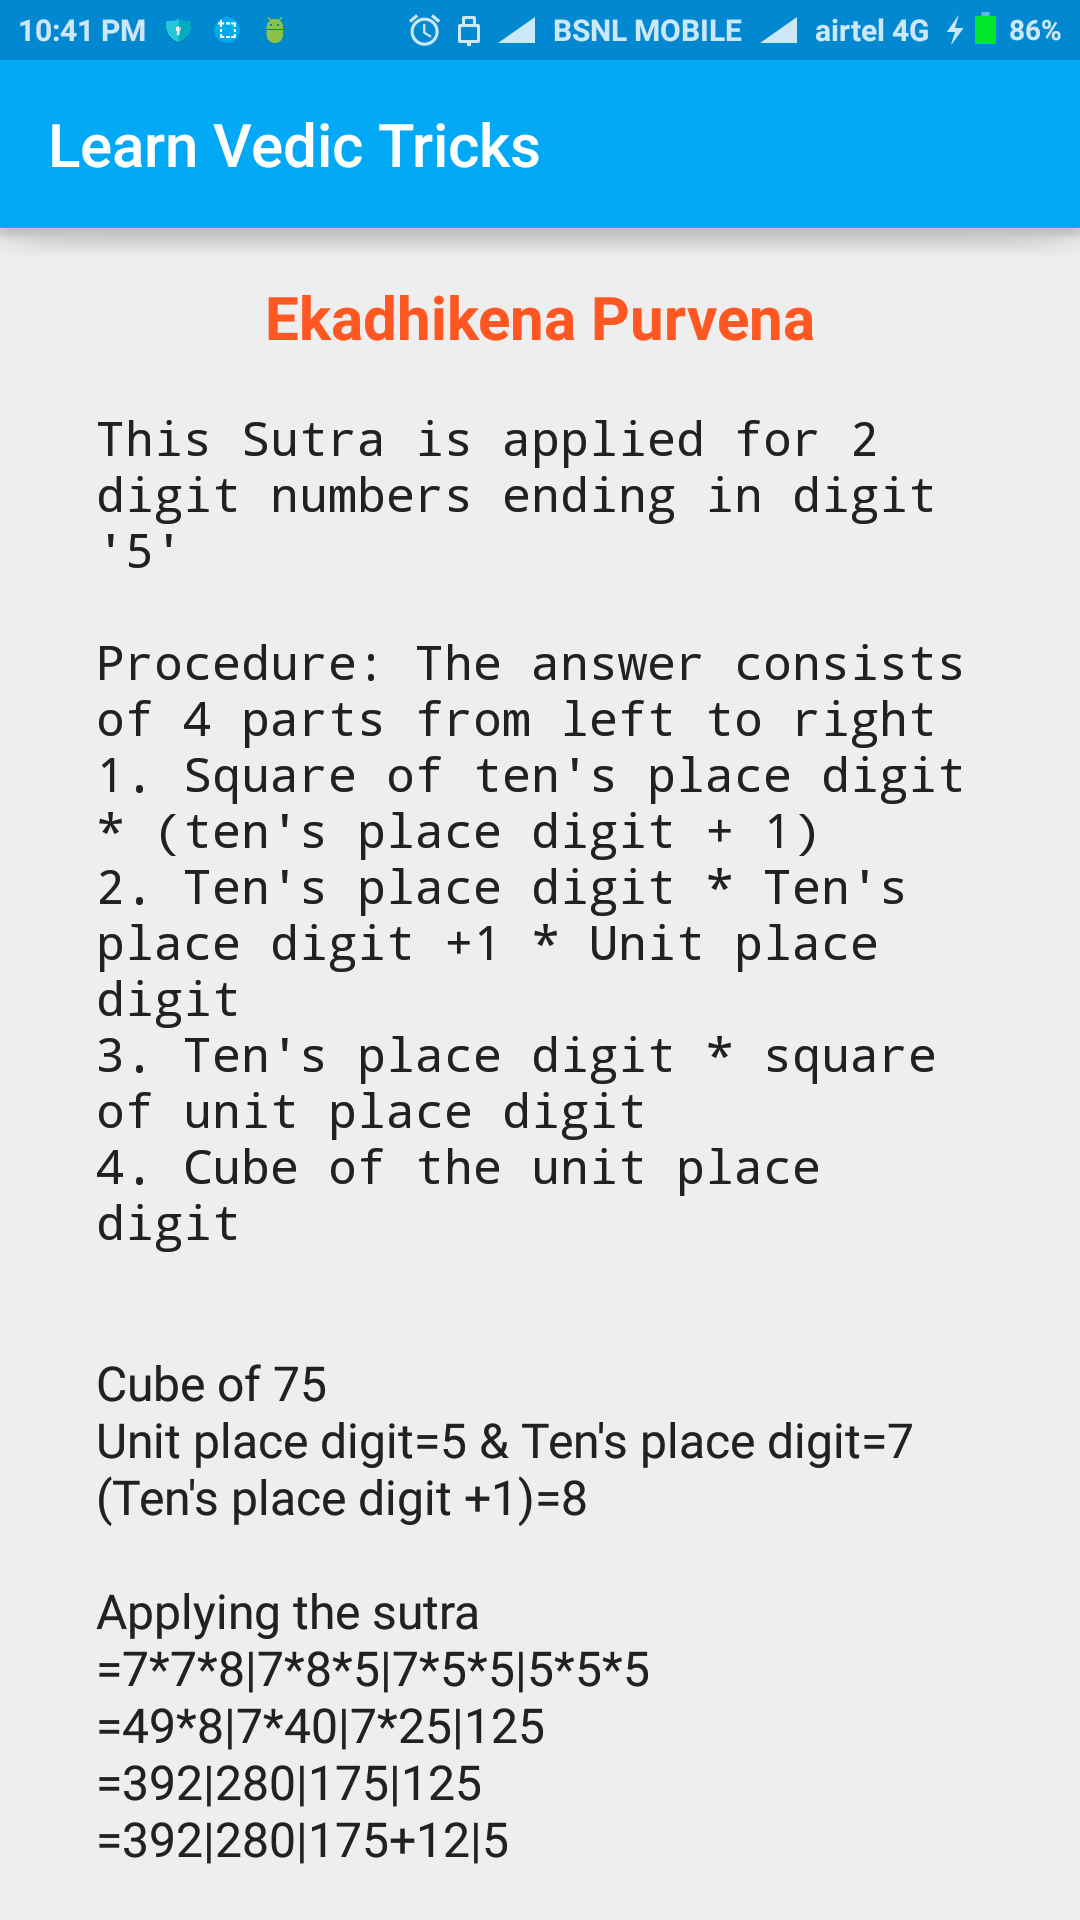 10:41 PM BSNL MOBILE airtel 4G 86%
Learn Vedic Tricks
Ekadhikena Purvena
This Sutra is applied for 2
digit numbers ending in digit
'5'
Procedure: The answer consists
of 4 parts from left to right
1. Square of ten's place digit
* (ten's place digit + 1)
2. Ten's place digit * Ten's
place digit +1 * Unit place
digit
3. Ten's place digit * square
of unit place digit
4. Cube of the unit place
digit
Cube of 75
Unit place digit=5 & Ten's place digit=7
(Ten's place digit +1)=8
Applying the sutra
=7*7*8|7*8*5|7*5*5|5*5*5
=49*8|7*40|7*25|125
=392|280|175|125
=392|280|175+12|5